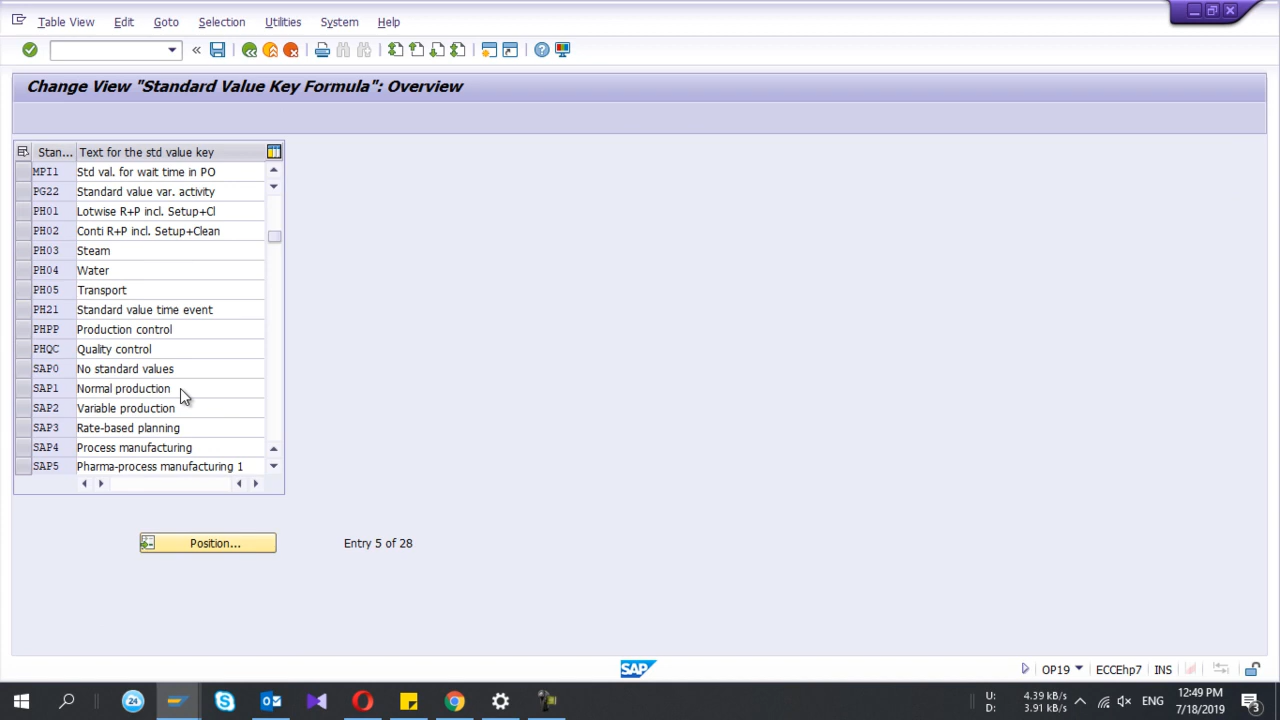 Table View Edit Goto Selection Utilities System Help
Change View "Standard Value Key Formula": Overview
Stan... Text for the std value key
MPI1 Std val. for wait time in PO
PG22 Standard value var. activity
PH01 Lotwise R+P incl. Setup+Cl
PH02 Conti R+P incl. Setup+Clean
PH03 Steam
PH04 Water
PH05 Transport
PH21 Standard value time event
PHPP Production control
PHQC Quality control
SAP0 No standard values
SAP1 Normal production
SAP2 Variable production
SAP3 Rate-based planning
SAP4 Process manufacturing
SAP5 Pharma-process manufacturing 1
Position... Entry 5 of 28
SAP OP19 ECCEhp7 INS
24 U: 4.39 kB/s ENG 12:49 PM
D: 3.91 kB/s 7/18/2019 3